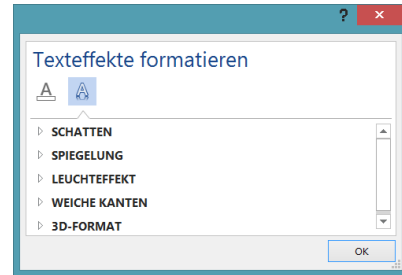 ?
Texteffekte formatieren
A A
SCHATTEN
SPIEGELUNG
LEUCHTEFFEKT
WEICHE KANTEN
3D-FORMAT
OK